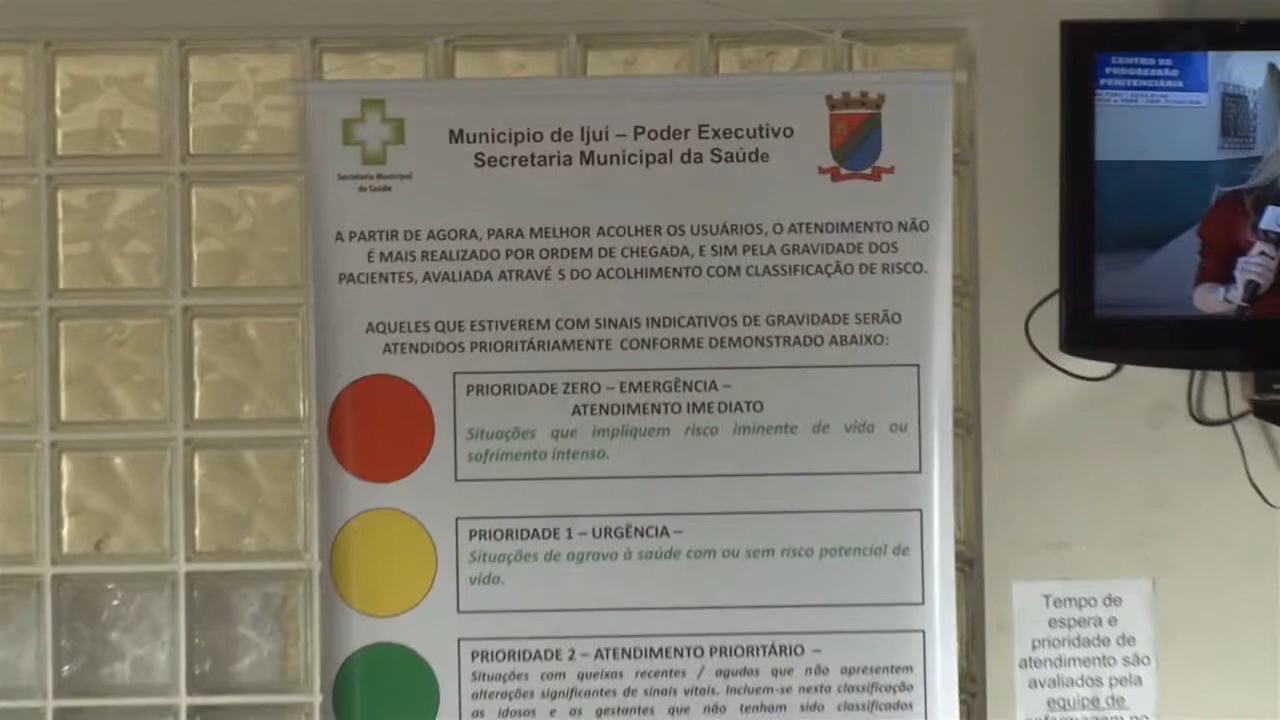 Secretaria Municipal
da Saúde
Municipio de Ijuí – Poder Executivo
Secretaria Municipal da Saúde
A PARTIR DE AGORA, PARA MELHOR ACOLHER OS USUÁRIOS, O ATENDIMENTO NÃO
É MAIS REALIZADO POR ORDEM DE CHEGADA, E SIM PELA GRAVIDADE DOS
PACIENTES, AVALIADA ATRAVÉ S DO ACOLHIMENTO COM CLASSIFICAÇÃO DE RISCO.
AQUELES QUE ESTIVEREM COM SINAIS INDICATIVOS DE GRAVIDADE SERÃO
ATENDIDOS PRIORITÁRIAMENTE CONFORME DEMONSTRADO ABAIXO:
PRIORIDADE ZERO – EMERGÊNCIA –
ATENDIMENTO IMEDIATO
Situações que impliquem risco iminente de vida ou
sofrimento intenso.
PRIORIDADE 1 – URGÊNCIA –
Situações de agravo à saúde com ou sem risco potencial de
vida.
PRIORIDADE 2 – ATENDIMENTO PRIORITÁRIO –
Situações com queixas recentes / agudas que não apresentem
alterações significantes de sinais vitais. Incluem-se nesta classificação
os idosos e as gestantes que não tenham sido classificados
CENTRO DE
PROGRESSÃO
PENITENCIÁRIA
Tempo de
espera e
prioridade de
atendimento são
avaliados pela
equipe de